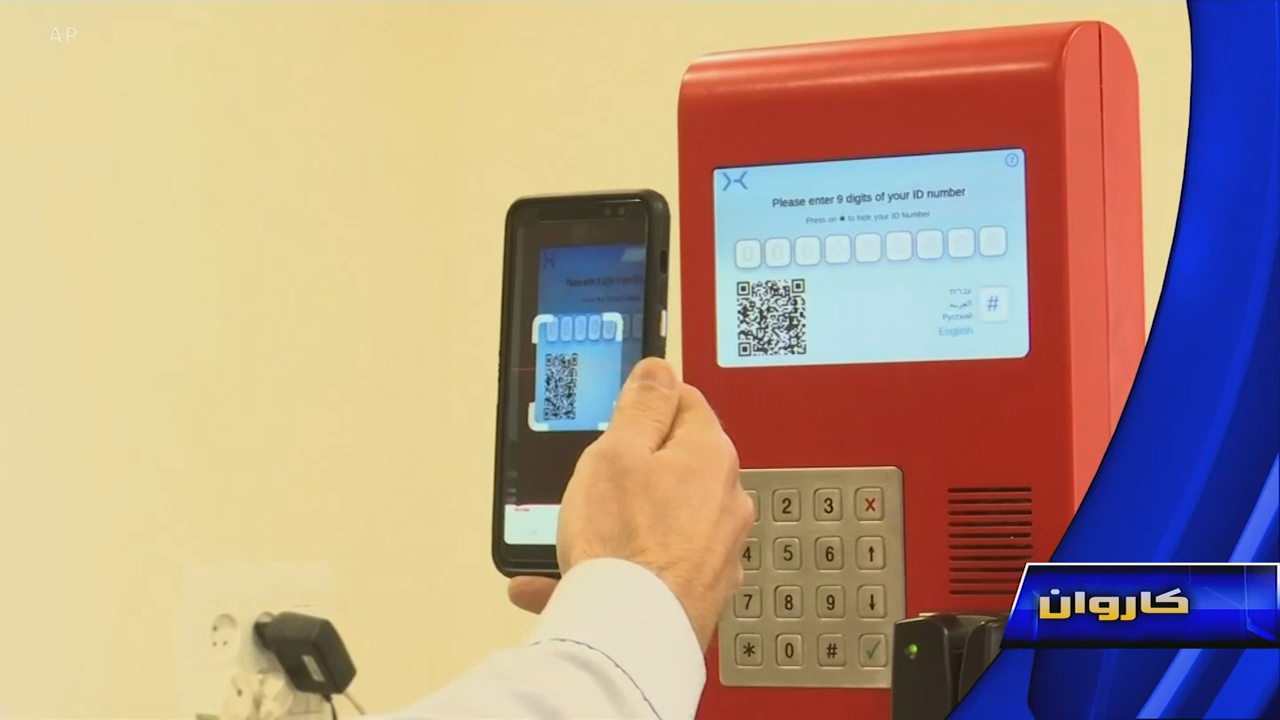 AP
Please enter 9 digits of your ID number
Press on * to hide your ID Number
עברית
العربية
Русский
English
#
2 3 X
4 5 6 ↑
7 8 9 ↓
* 0 # ✓
کاروان